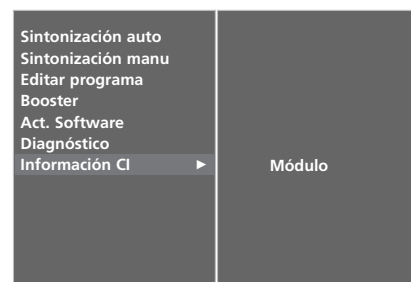 Sintonización auto
Sintonización manu
Editar programa
Booster
Act. Software
Diagnóstico
Información CI ►
Módulo